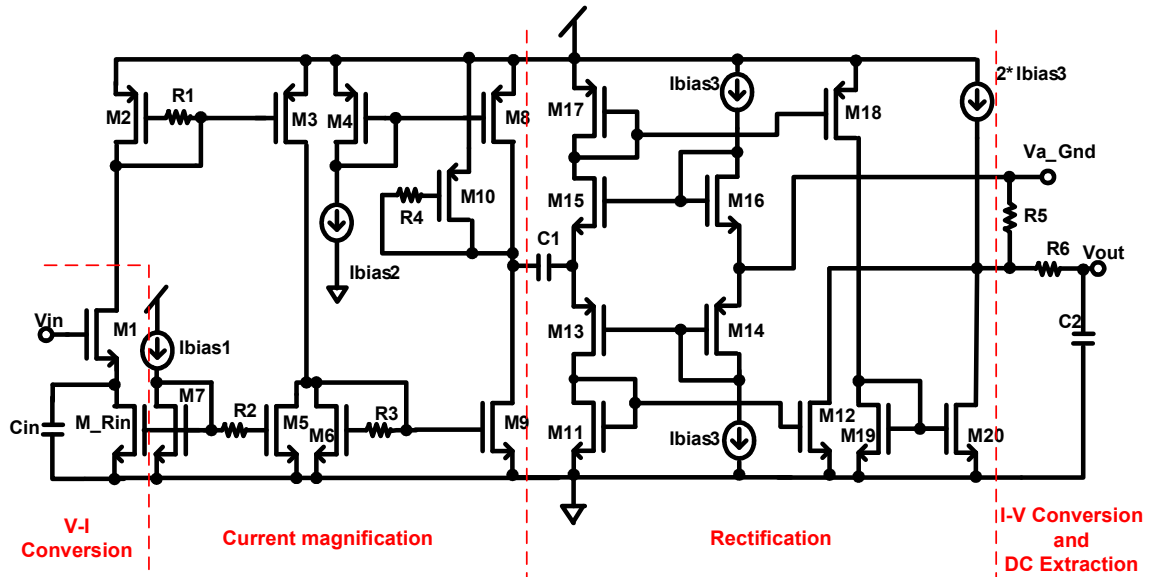 Ibias3
2* Ibias3
M2
R1
M3
M4
M8
M17
M18
Va_Gnd
M10
R4
M15
M16
R5
C1
R6
Vout
Ibias2
Vin
M1
Ibias1
M13
M14
C2
M7
Cin
M_Rin
R2
M5
M6
R3
M9
M11
M12
M19
M20
Ibias3
V-I
Conversion
Current magnification
Rectification
I-V Conversion
and
DC Extraction